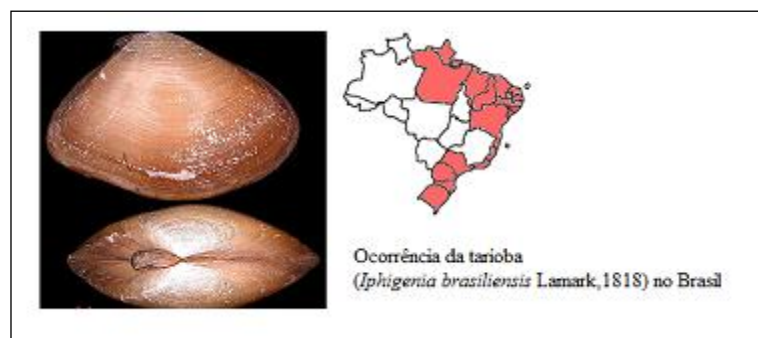 Ocorrência da tarioba
(Iphigenia brasiliensis Lamark,1818) no Brasil